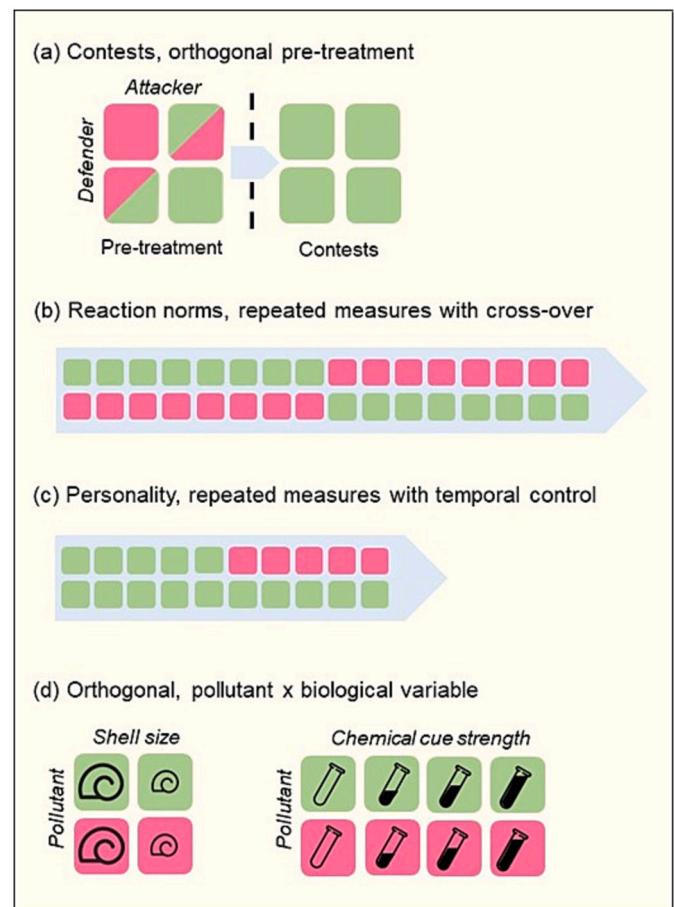 (a) Contests, orthogonal pre-treatment
Attacker
Defender
Pre-treatment
Contests
(b) Reaction norms, repeated measures with cross-over
(c) Personality, repeated measures with temporal control
(d) Orthogonal, pollutant x biological variable
Shell size
Chemical cue strength
Pollutant
Pollutant